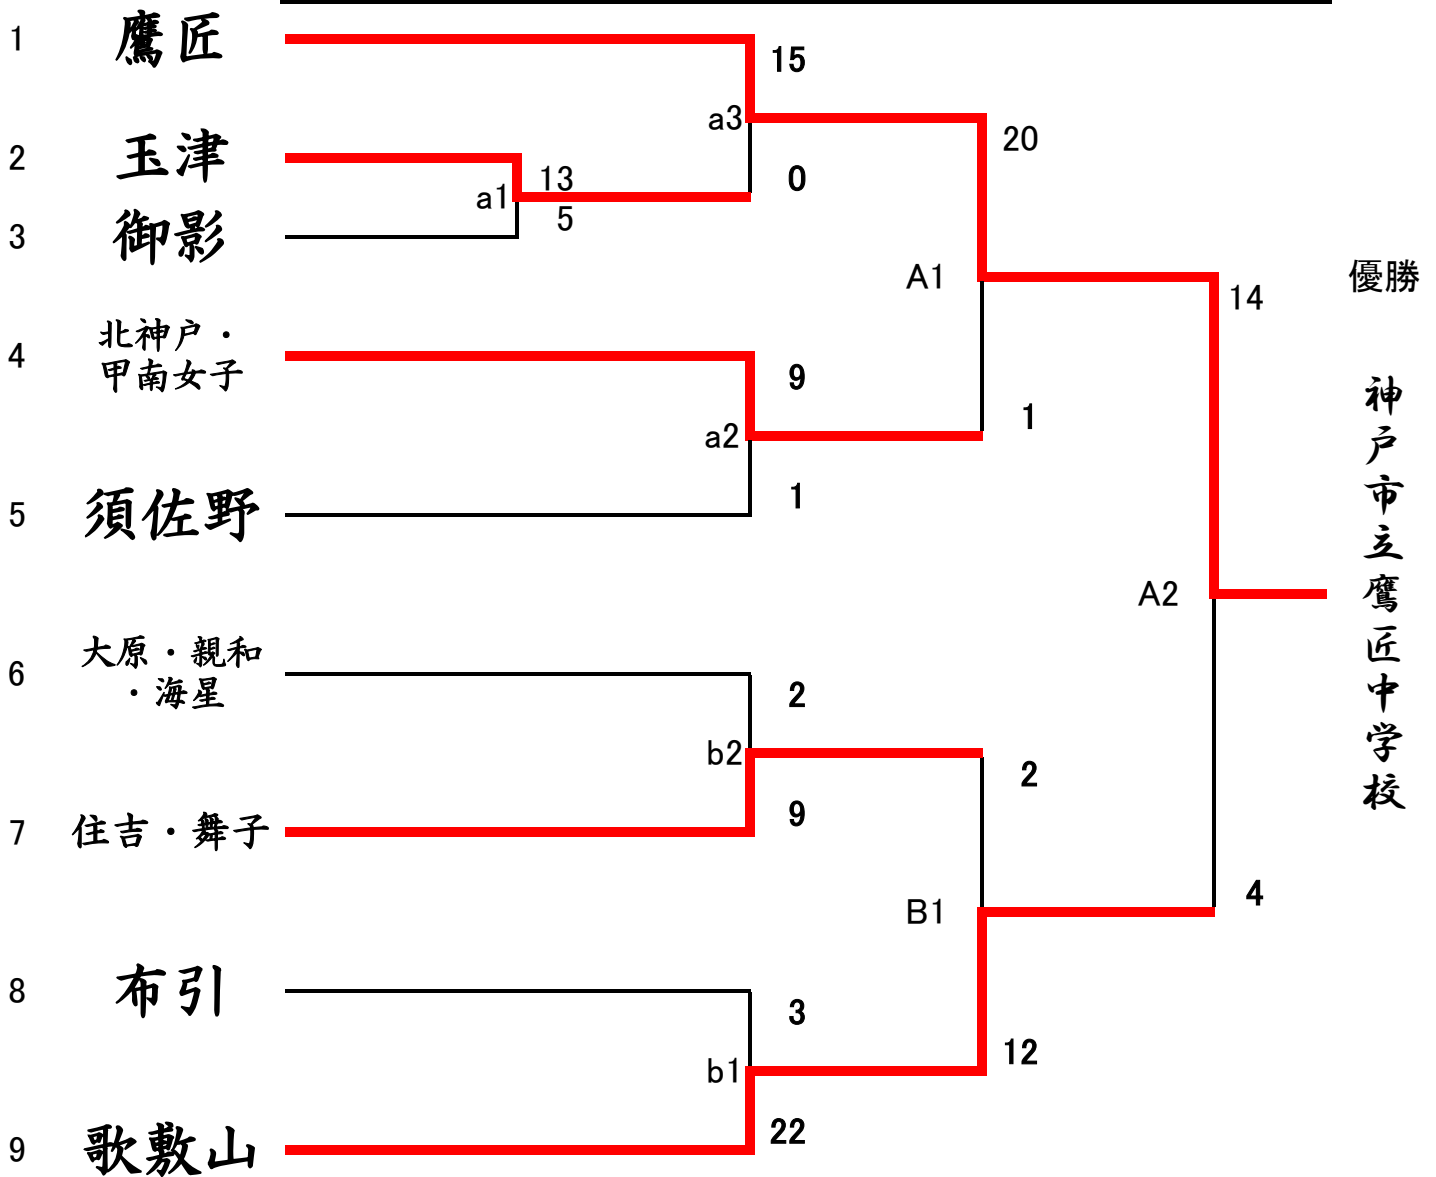 1 鷹匠
15
a3
20
2 玉津
13
0
a1
5
3 御影
A1
優勝
14
4 北神戸・
甲南女子
9
1
a2
1
5 須佐野
神戸市立鷹匠中学校
A2
6 大原・親和
・海星
2
b2
2
9
7 住吉・舞子
4
B1
8 布引
3
12
b1
22
9 歌敷山